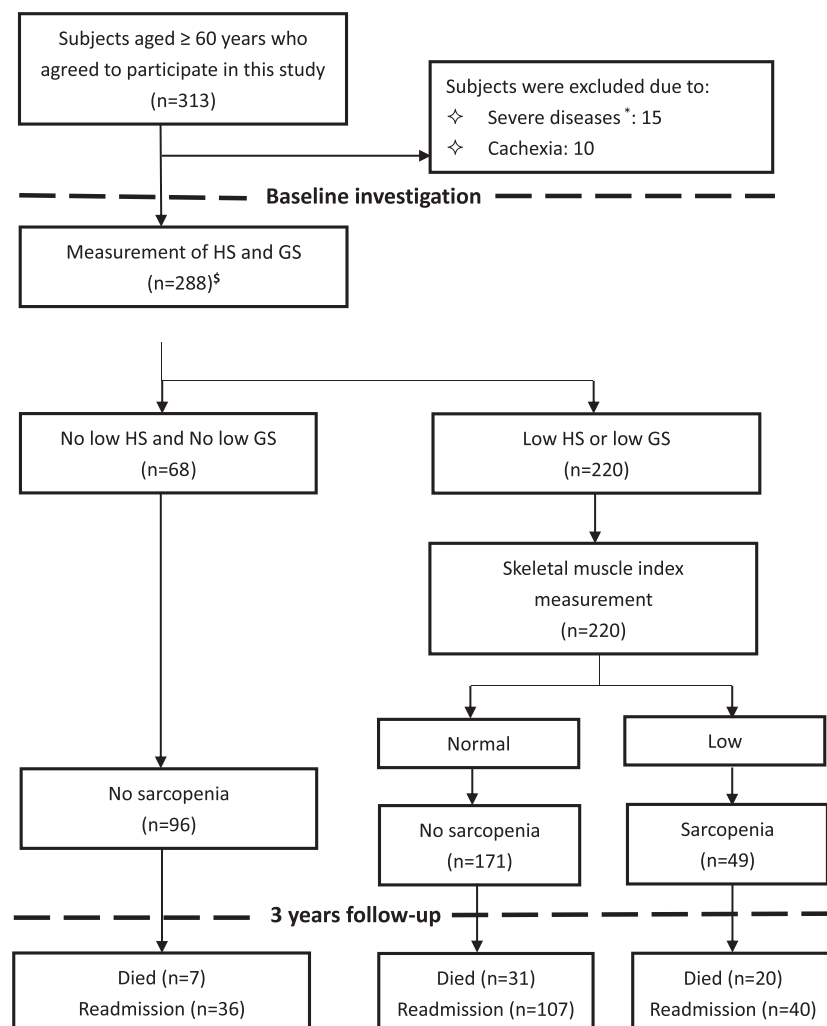 Subjects aged ≥ 60 years who
agreed to participate in this study
(n=313)
Subjects were excluded due to:
✧ Severe diseases*: 15
✧ Cachexia: 10
Baseline investigation
Measurement of HS and GS
(n=288)$
No low HS and No low GS
(n=68)
Low HS or low GS
(n=220)
Skeletal muscle index
measurement
(n=220)
Normal
Low
No sarcopenia
(n=96)
No sarcopenia
(n=171)
Sarcopenia
(n=49)
3 years follow-up
Died (n=7)
Readmission (n=36)
Died (n=31)
Readmission (n=107)
Died (n=20)
Readmission (n=40)